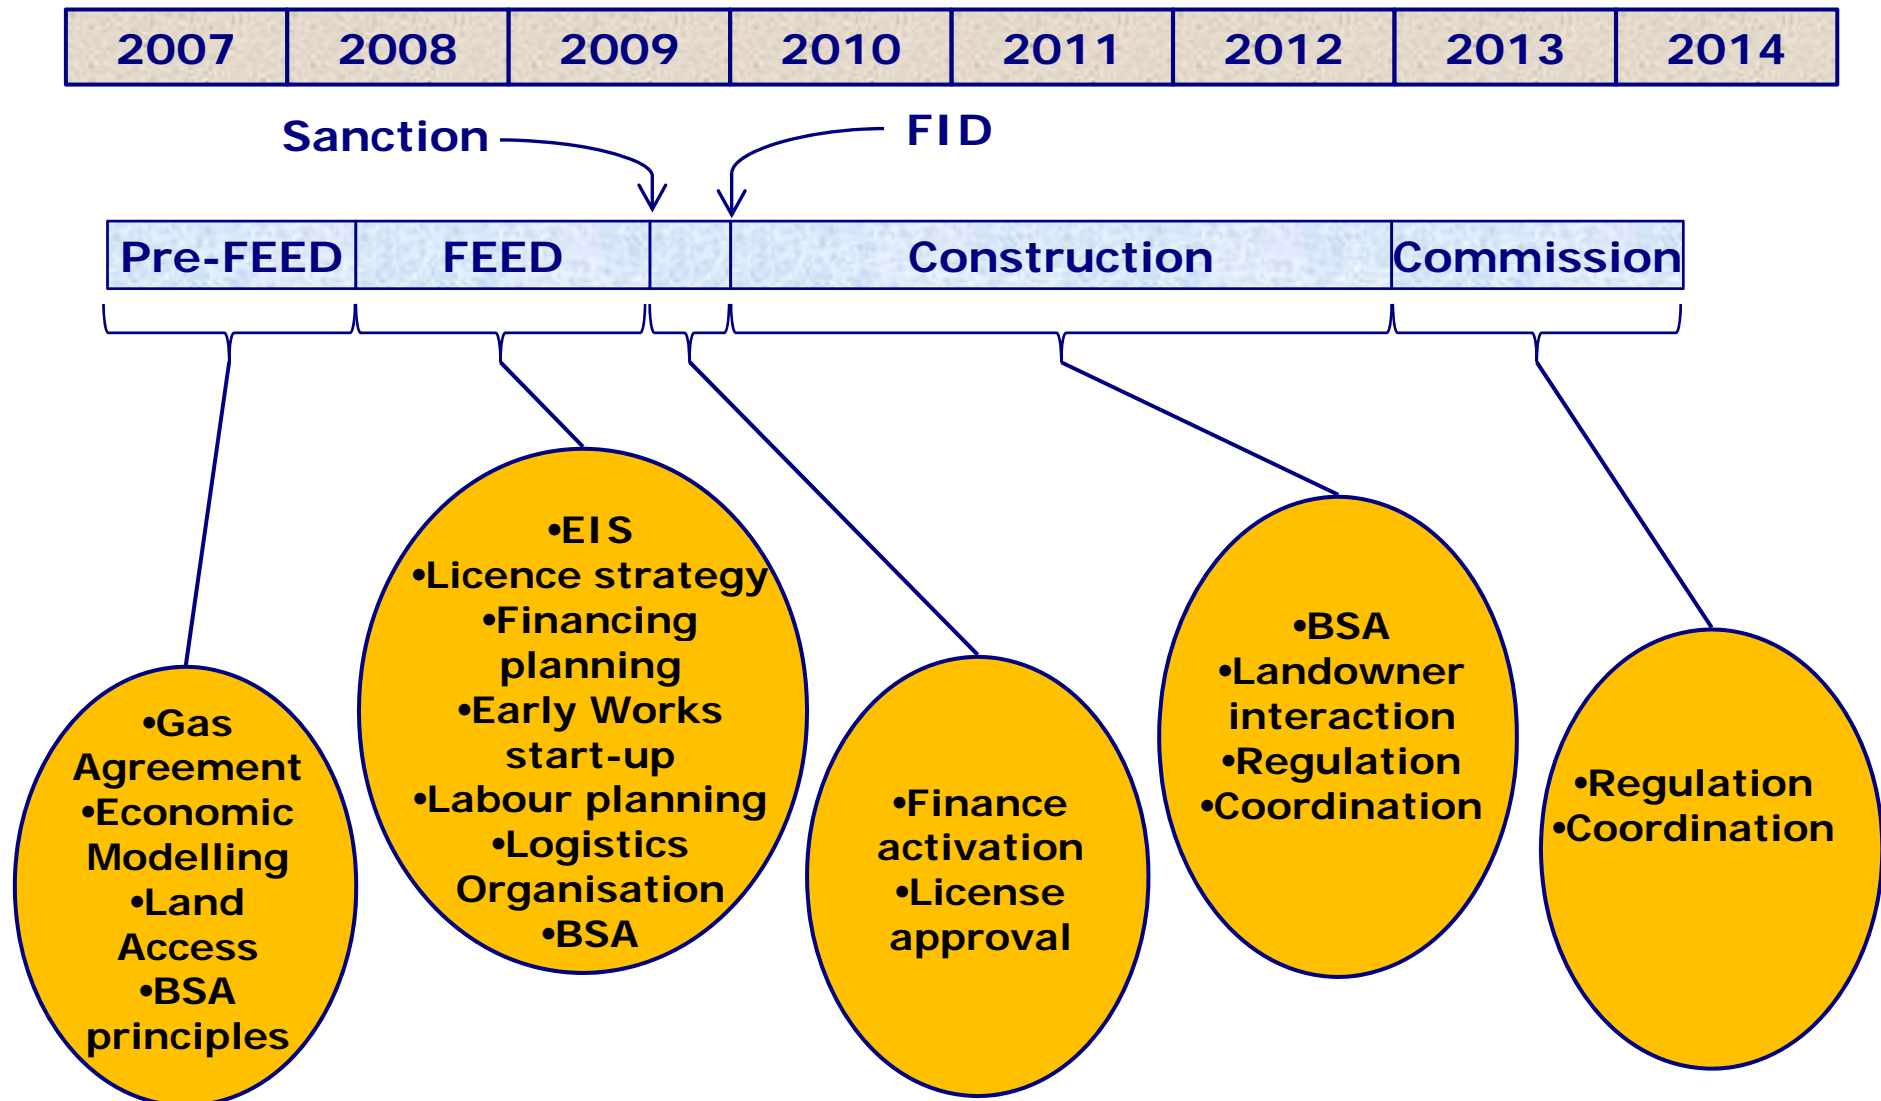 2007 2008 2009 2010 2011 2012 2013 2014
Sanction
FID
Pre-FEED FEED Construction Commission
•Gas
Agreement
•Economic
Modelling
•Land
Access
•BSA
principles
•EIS
•Licence strategy
•Financing
planning
•Early Works
start-up
•Labour planning
•Logistics
Organisation
•BSA
•Finance
activation
•License
approval
•BSA
•Landowner
interaction
•Regulation
•Coordination
•Regulation
•Coordination